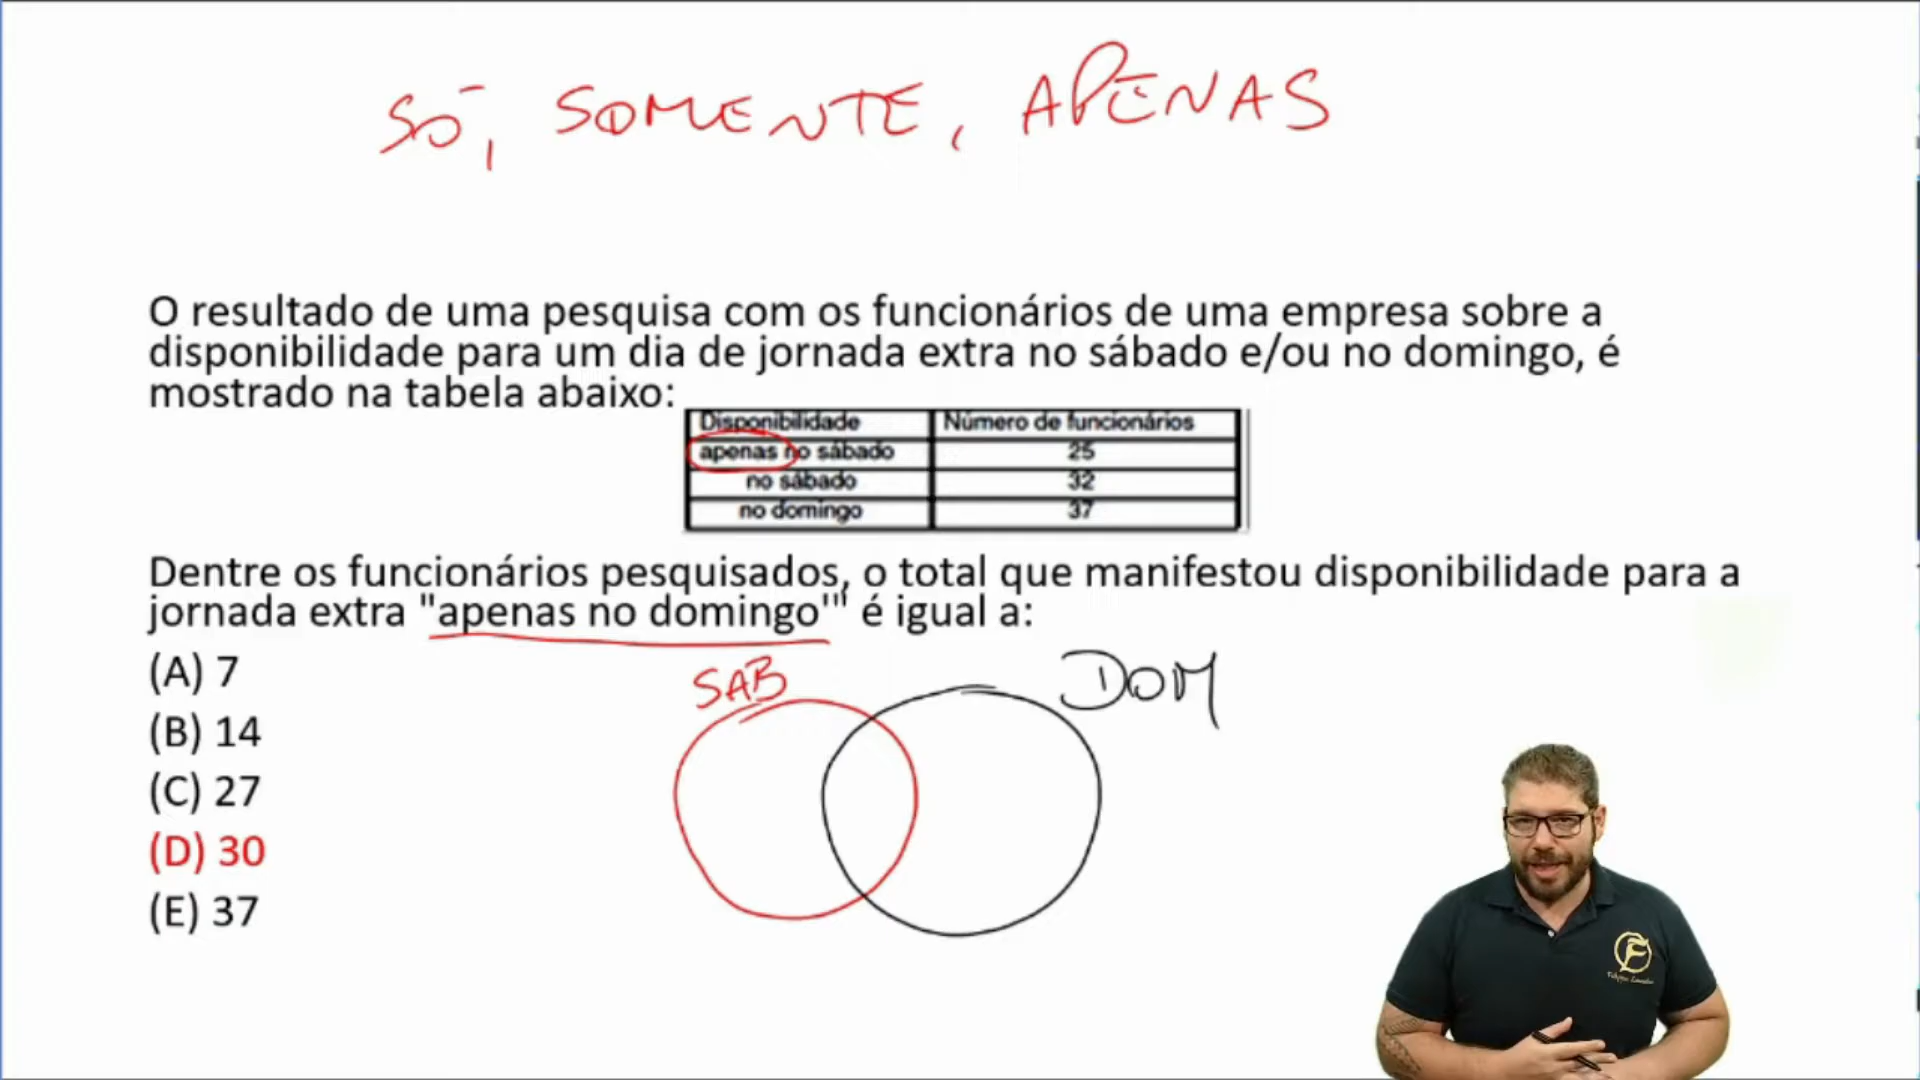 SÓ, SOMENTE, APENAS
O resultado de uma pesquisa com os funcionários de uma empresa sobre a
disponibilidade para um dia de jornada extra no sábado e/ou no domingo, é
mostrado na tabela abaixo:
Disponibilidade Número de funcionários
apenas no sábado 25
no sábado 32
no domingo 37
Dentre os funcionários pesquisados, o total que manifestou disponibilidade para a
jornada extra "apenas no domingo'" é igual a:
(A) 7
(B) 14
(C) 27
(D) 30
(E) 37
SAB
DOM
F